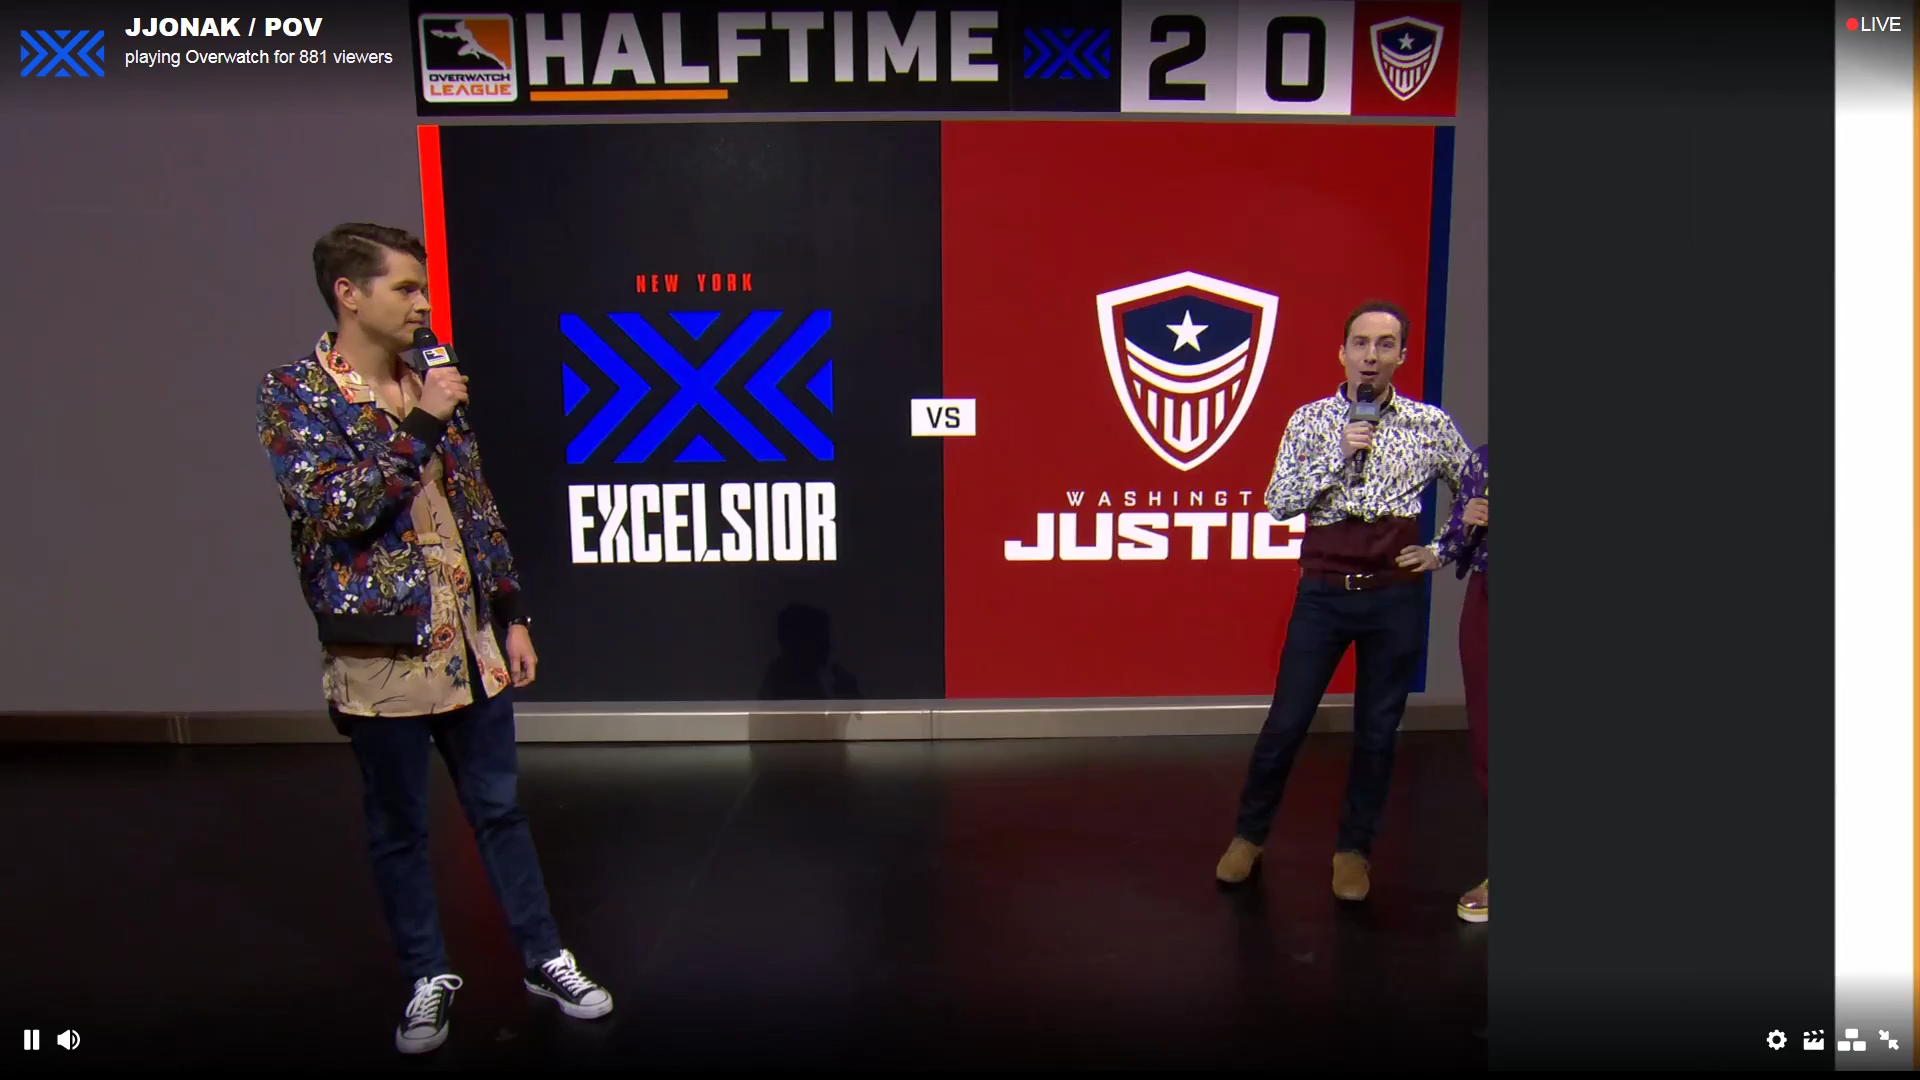 JJONAK / POV
playing Overwatch for 881 viewers
LIVE
OVERWATCH
LEAGUE
HALFTIME
2 0
NEW YORK
EXCELSIOR
VS
WASHINGT
JUSTIC